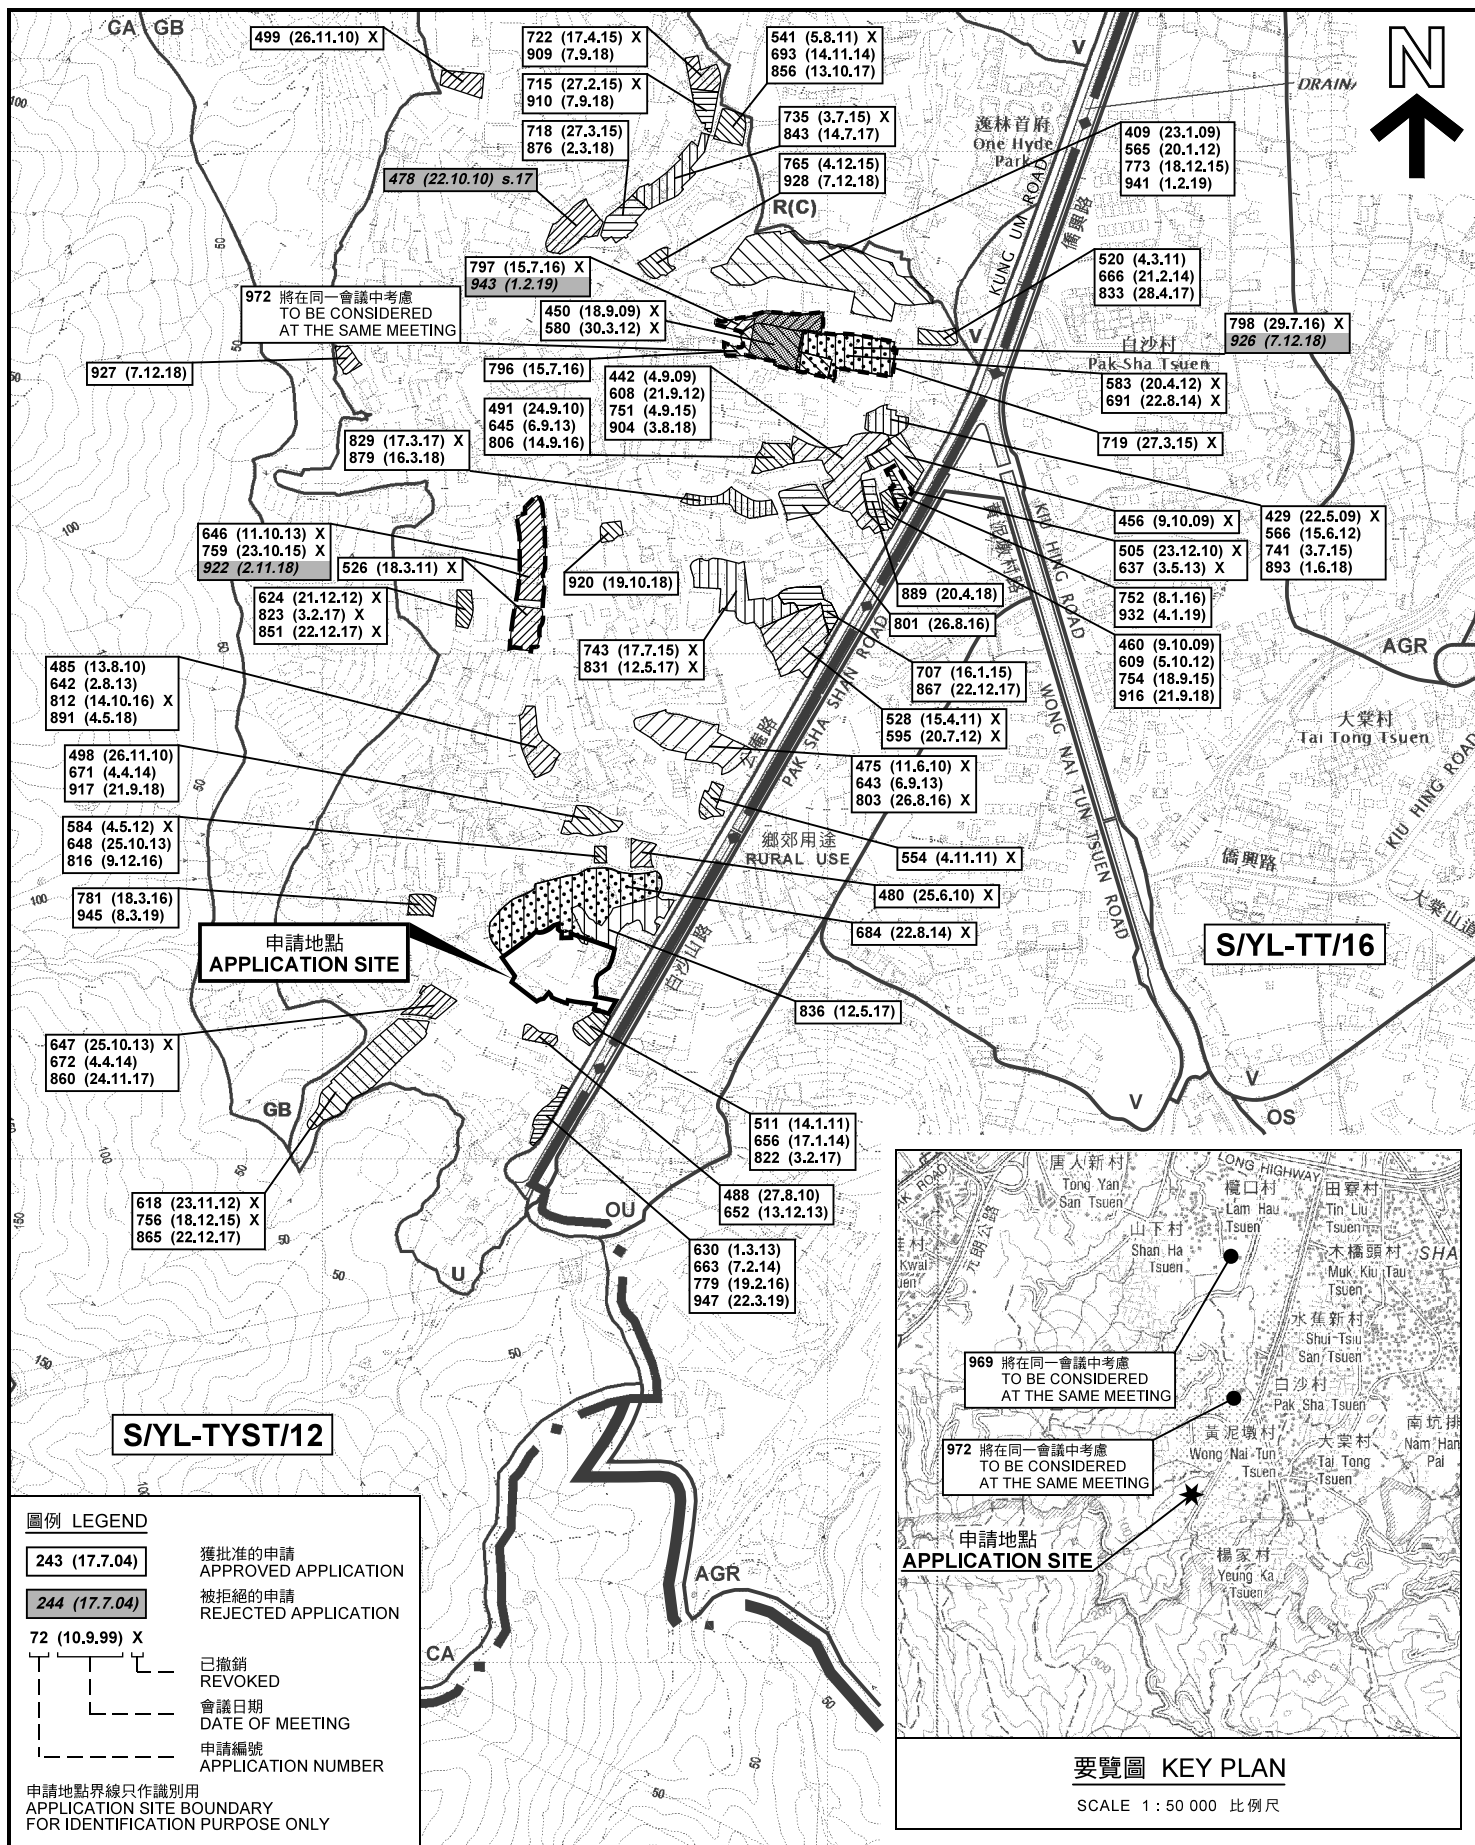 CA
GB
499 (26.11.10) X
722 (17.4.15) X
909 (7.9.18)
541 (5.8.11) X
693 (14.11.14)
856 (13.10.17)
V
N
DRAIN
715 (27.2.15) X
910 (7.9.18)
735 (3.7.15) X
843 (14.7.17)
逸林首府
One Hyde
Park
409 (23.1.09)
565 (20.1.12)
773 (18.12.15)
941 (1.2.19)
718 (27.3.15)
876 (2.3.18)
765 (4.12.15)
928 (7.12.18)
478 (22.10.10) s.17
R(C)
KUNG UM ROAD
僑興路
797 (15.7.16) X
943 (1.2.19)
520 (4.3.11)
666 (21.2.14)
833 (28.4.17)
972 將在同一會議中考慮
TO BE CONSIDERED
AT THE SAME MEETING
450 (18.9.09) X
580 (30.3.12) X
V
798 (29.7.16) X
926 (7.12.18)
白沙村
Pak Sha Tsuen
927 (7.12.18)
796 (15.7.16)
442 (4.9.09)
608 (21.9.12)
751 (4.9.15)
904 (3.8.18)
583 (20.4.12) X
691 (22.8.14) X
491 (24.9.10)
645 (6.9.13)
806 (14.9.16)
719 (27.3.15) X
829 (17.3.17) X
879 (16.3.18)
456 (9.10.09) X
429 (22.5.09) X
566 (15.6.12)
741 (3.7.15)
893 (1.6.18)
646 (11.10.13) X
759 (23.10.15) X
922 (2.11.18)
526 (18.3.11) X
920 (19.10.18)
505 (23.12.10) X
637 (3.5.13) X
黃泥墩村路
KIU HING ROAD
624 (21.12.12) X
823 (3.2.17) X
851 (22.12.17) X
889 (20.4.18)
752 (8.1.16)
932 (4.1.19)
801 (26.8.16)
743 (17.7.15) X
831 (12.5.17) X
460 (9.10.09)
609 (5.10.12)
754 (18.9.15)
916 (21.9.18)
AGR
485 (13.8.10)
642 (2.8.13)
812 (14.10.16) X
891 (4.5.18)
707 (16.1.15)
867 (22.12.17)
528 (15.4.11) X
595 (20.7.12) X
公庵路
PAK SHA SHAN ROAD
WONG NAI TUN TSUEN ROAD
大棠村
Tai Tong Tsuen
498 (26.11.10)
671 (4.4.14)
917 (21.9.18)
475 (11.6.10) X
643 (6.9.13)
803 (26.8.16) X
KIU HING ROAD
584 (4.5.12) X
648 (25.10.13) X
816 (9.12.16)
鄉郊用途
RURAL USE
554 (4.11.11) X
僑興路
781 (18.3.16)
945 (8.3.19)
480 (25.6.10) X
大棠山道
申請地點
APPLICATION SITE
684 (22.8.14) X
S/YL-TT/16
白沙山路
836 (12.5.17)
647 (25.10.13) X
672 (4.4.14)
860 (24.11.17)
GB
V
V
OS
511 (14.1.11)
656 (17.1.14)
822 (3.2.17)
618 (23.11.12) X
756 (18.12.15) X
865 (22.12.17)
488 (27.8.10)
652 (13.12.13)
OU
U
630 (1.3.13)
663 (7.2.14)
779 (19.2.16)
947 (22.3.19)
S/YL-TYST/12
AGR
CA
圖例 LEGEND
243 (17.7.04)
獲批准的申請
APPROVED APPLICATION
244 (17.7.04)
被拒絕的申請
REJECTED APPLICATION
72 (10.9.99) X
已撤銷
REVOKED
會議日期
DATE OF MEETING
申請編號
APPLICATION NUMBER
申請地點界線只作識別用
APPLICATION SITE BOUNDARY
FOR IDENTIFICATION PURPOSE ONLY
唐人新村
Tong Yan
San Tsuen
LONG HIGHWAY
欖口村
Lam Hau
Tsuen
田寮村
Tin Liu
Tsuen
元朗公路
山下村
Shan Ha
Tsuen
木橋頭村
Muk Kiu Tau
Tsuen
SHA
水蕉新村
Shui Tsiu
San Tsuen
969 將在同一會議中考慮
TO BE CONSIDERED
AT THE SAME MEETING
白沙村
Pak Sha Tsuen
972 將在同一會議中考慮
TO BE CONSIDERED
AT THE SAME MEETING
黃泥墩村
Wong Nai Tun
Tsuen
大棠村
Tai Tong
Tsuen
南坑排
Nam Han
Pai
申請地點
APPLICATION SITE
楊家村
Yeung Ka
Tsuen
要覽圖 KEY PLAN
SCALE 1 : 50 000 比例尺